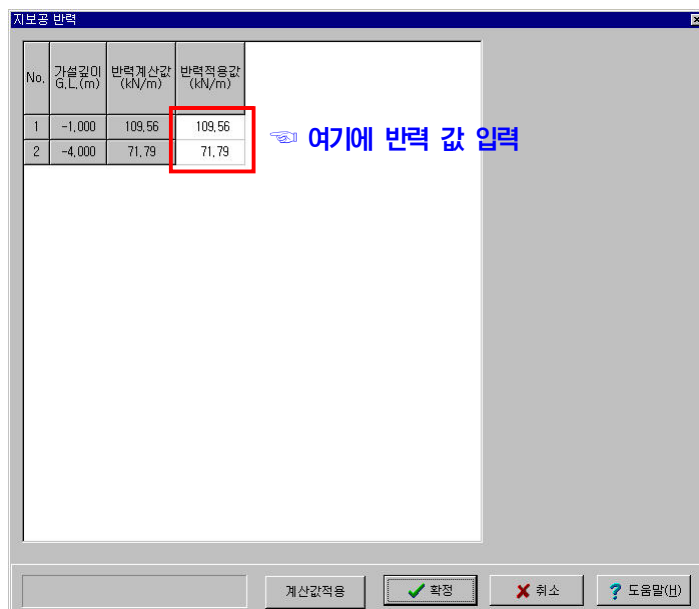 지보공 반력
No. 가설깊이 G.L.(m) 반력계산값 (kN/m) 반력적용값 (kN/m)
1 -1,000 109,56 109,56
2 -4,000 71,79 71,79
☜ 여기에 반력 값 입력
계산값적용 확정 취소 도움말(H)